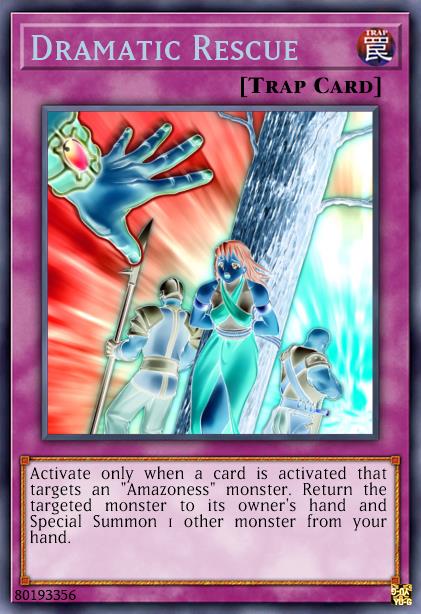 Dramatic Rescue
TRAP
罠
[Trap Card]
Activate only when a card is activated that
targets an "Amazoness" monster. Return the
targeted monster to its owner's hand and
Special Summon 1 other monster from your
hand.
80193356